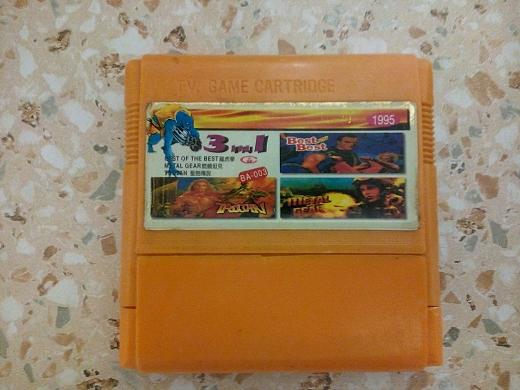 T.V. GAME CARTRIDGE
1995
3 IN 1
BEST OF THE BEST
METAL GEAR
BA-003
Best of the Best
TROJAN
METAL
GEAR